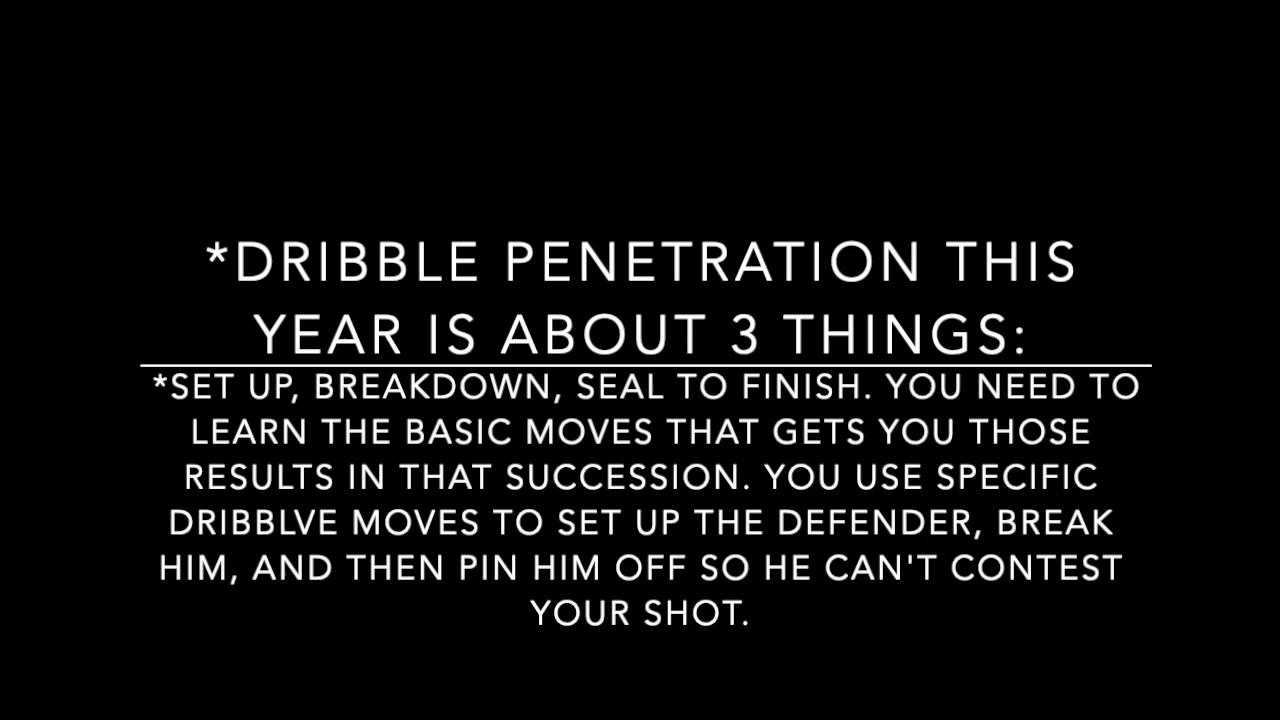 *DRIBBLE PENETRATION THIS
YEAR IS ABOUT 3 THINGS:
*SET UP, BREAKDOWN, SEAL TO FINISH. YOU NEED TO
LEARN THE BASIC MOVES THAT GETS YOU THOSE
RESULTS IN THAT SUCCESSION. YOU USE SPECIFIC
DRIBBLVE MOVES TO SET UP THE DEFENDER, BREAK
HIM, AND THEN PIN HIM OFF SO HE CAN'T CONTEST
YOUR SHOT.